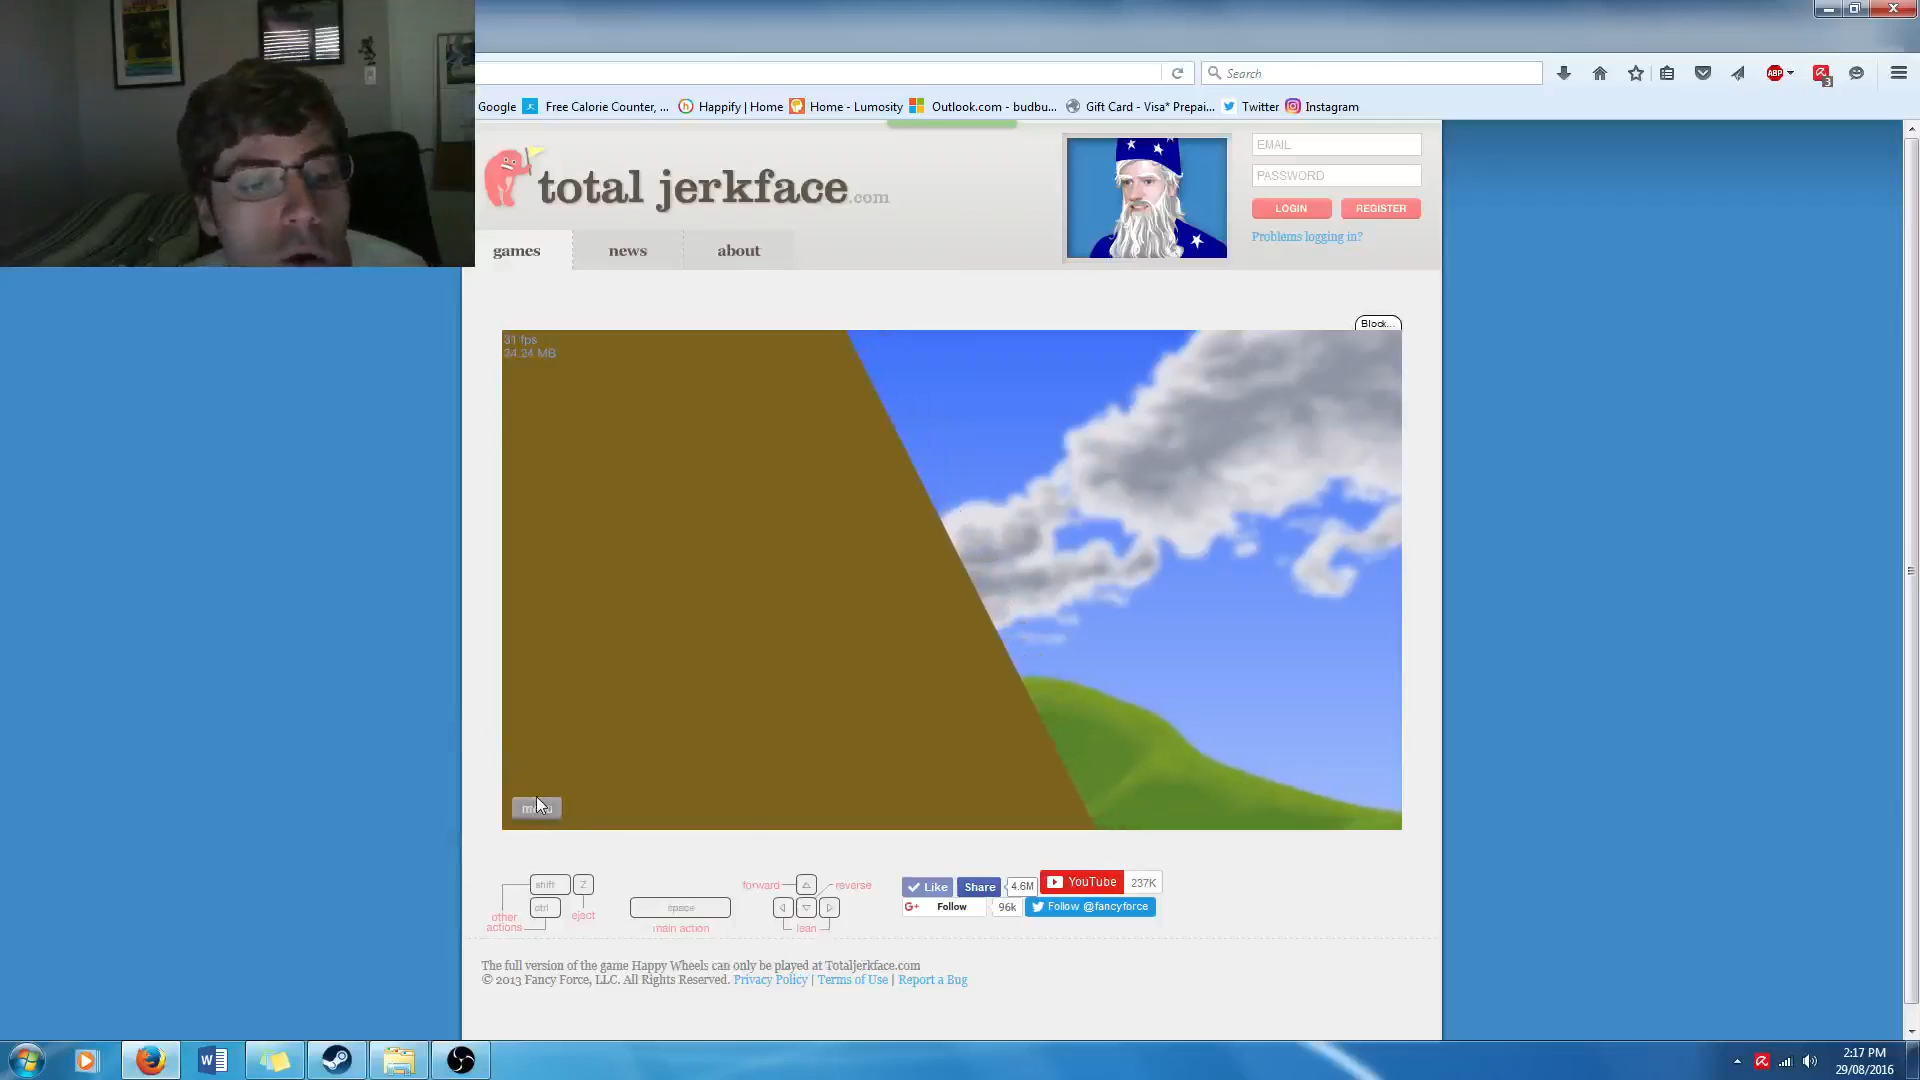 Search
ABP
3
Google
Free Calorie Counter, ...
Happify | Home
Home - Lumosity
Outlook.com - budbu...
Gift Card - Visa* Prepai...
Twitter
Instagram
total jerkface.com
EMAIL
PASSWORD
LOGIN
REGISTER
Problems logging in?
games
news
about
Block...
31 fps
24.24 MB
shift
Z
forward
reverse
Like
Share
4.6M
YouTube
237K
other
actions
ctrl
eject
space
main action
lean
G+
Follow
96k
Follow @fancyforce
The full version of the game Happy Wheels can only be played at Totaljerkface.com
© 2013 Fancy Force, LLC. All Rights Reserved. Privacy Policy | Terms of Use | Report a Bug
W
2:17 PM
29/08/2016